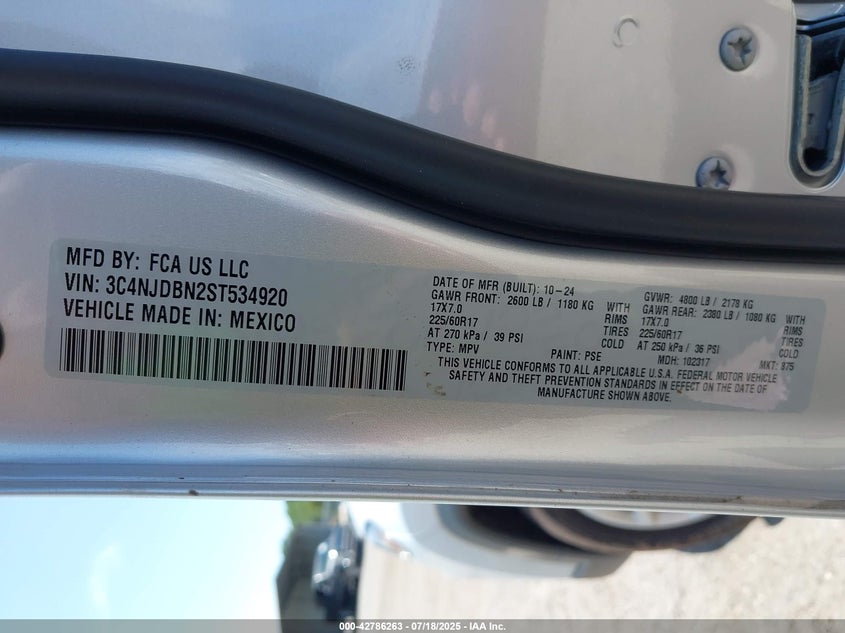 MFD BY: FCA US LLC
VIN: 3C4NJDBN2ST534920
VEHICLE MADE IN: MEXICO
DATE OF MFR (BUILT): 10-24 GVWR: 4800 LB / 2178 KG
GAWR FRONT: 2600 LB / 1180 KG WITH GAWR REAR: 2380 LB / 1080 KG WITH
17X7.0 RIMS 17X7.0 RIMS
225/60R17 TIRES 225/60R17 TIRES
AT 270 kPa / 39 PSI COLD AT 250 kPa / 36 PSI COLD
TYPE: MPV PAINT: PSE MDH: 102317 MKT: 875
THIS VEHICLE CONFORMS TO ALL APPLICABLE U.S.A. FEDERAL MOTOR VEHICLE
SAFETY AND THEFT PREVENTION STANDARDS IN EFFECT ON THE DATE OF
MANUFACTURE SHOWN ABOVE.
000-42786263 / 07/18/2025 - IAA Inc.